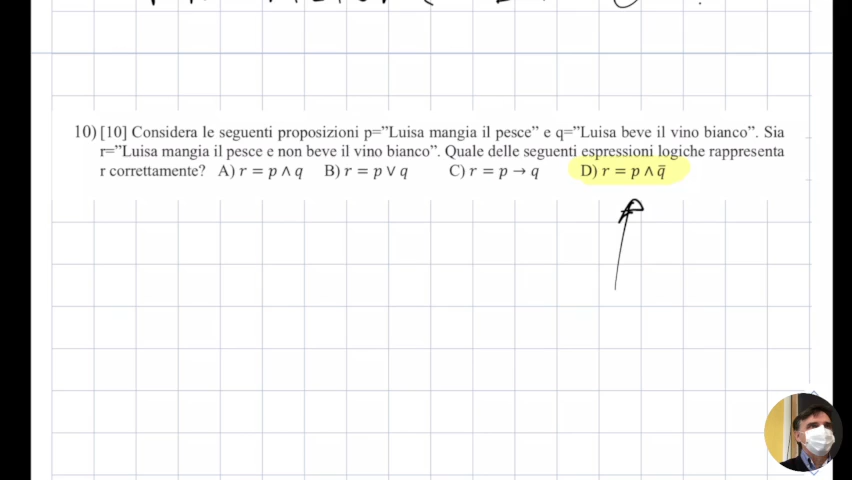 10) [10] Considera le seguenti proposizioni p=”Luisa mangia il pesce” e q=”Luisa beve il vino bianco”. Sia
r=”Luisa mangia il pesce e non beve il vino bianco”. Quale delle seguenti espressioni logiche rappresenta
r correttamente? A) r = p ∧ q B) r = p ∨ q C) r = p → q D) r = p ∧ q̄